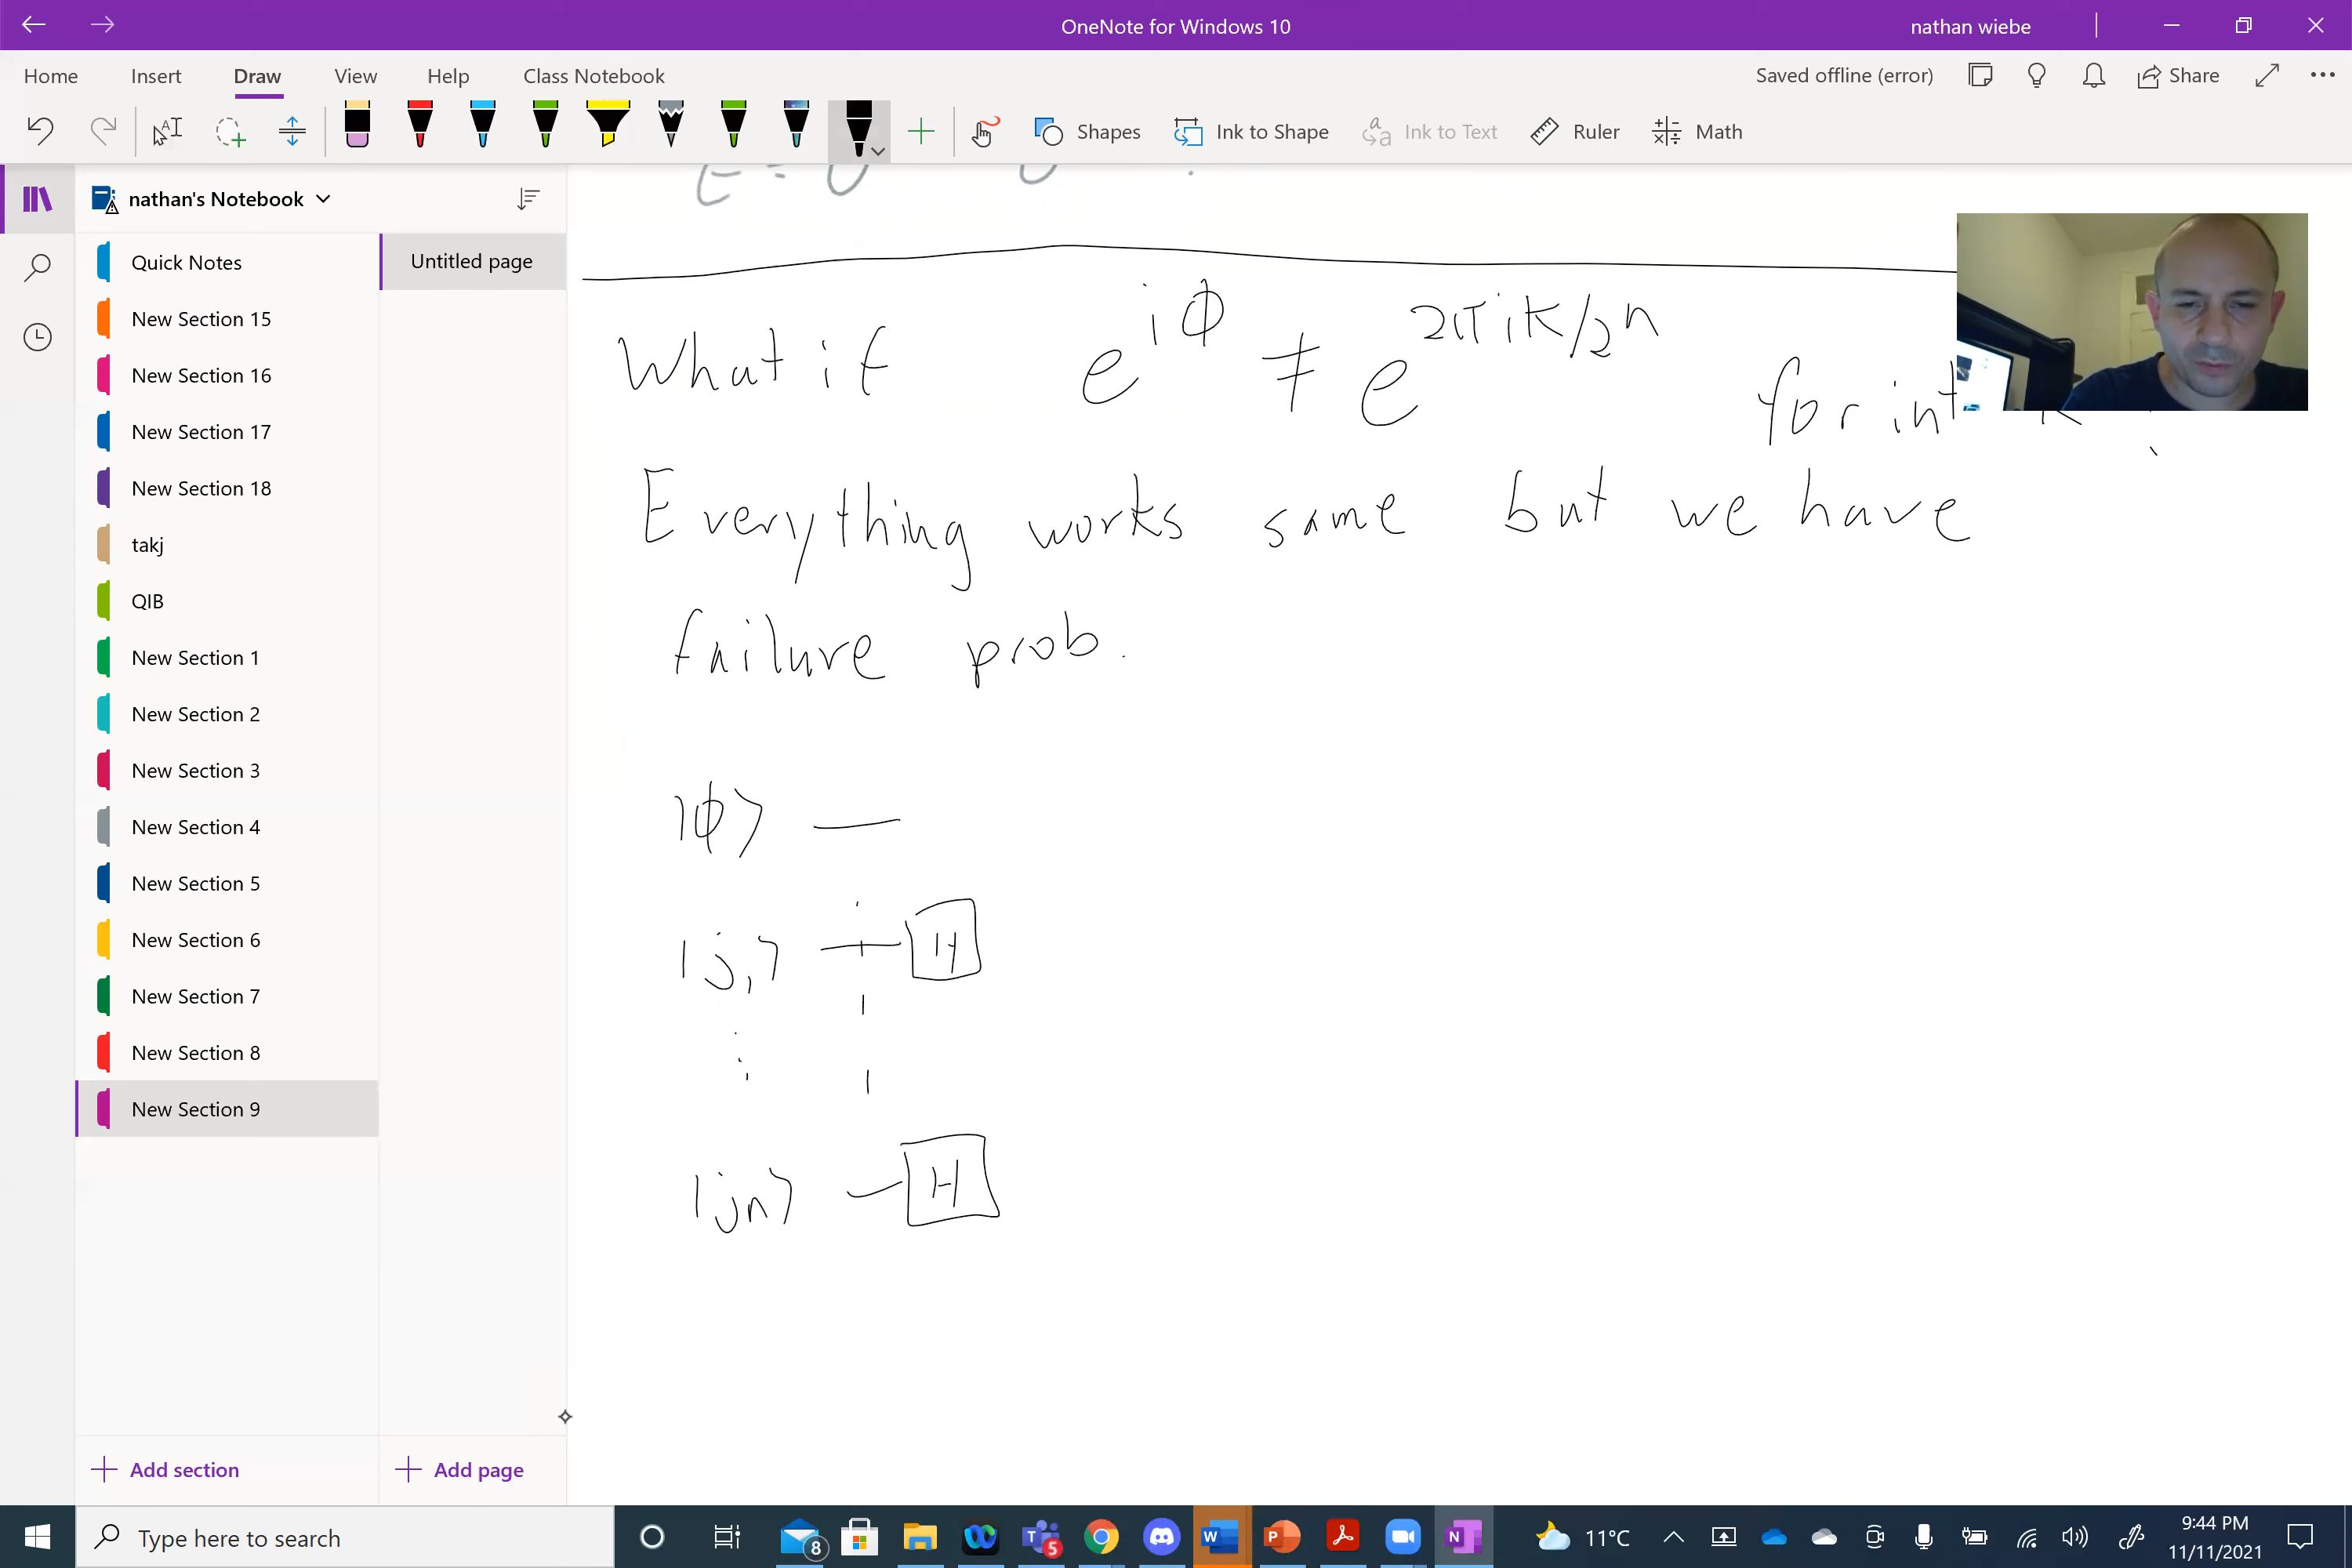 OneNote for Windows 10
nathan wiebe
Home Insert Draw View Help Class Notebook
Saved offline (error) Share
Shapes Ink to Shape Ink to Text Ruler Math
nathan's Notebook
Untitled page
Quick Notes
New Section 15
New Section 16
New Section 17
New Section 18
takj
QIB
New Section 1
New Section 2
New Section 3
New Section 4
New Section 5
New Section 6
New Section 7
New Section 8
New Section 9
Add section
Add page
What if e^{iϕ} ≠ e^{2πik/2^n} for int
Everything works same but we have
failure prob.
|ϕ⟩
|j₁⟩ H
⋮
|jn⟩ H
Type here to search
8
5
11°C
9:44 PM
11/11/2021